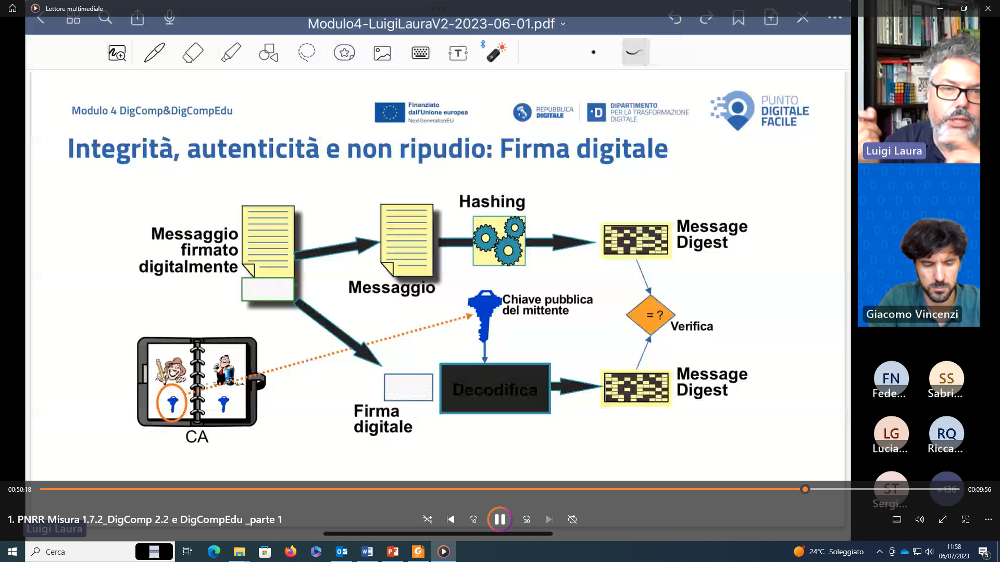 Lettore multimediale
Modulo4-LuigiLauraV2-2023-06-01.pdf
T
Modulo 4 DigComp&DigCompEdu
Finanziato
dall'Unione europea
NextGenerationEU
REPUBBLICA
DIGITALE
D
DIPARTIMENTO
PER LA TRASFORMAZIONE
DIGITALE
PUNTO
DIGITALE
FACILE
Integrità, autenticità e non ripudio: Firma digitale
Messaggio
firmato
digitalmente
Messaggio
Hashing
Message
Digest
Chiave pubblica
del mittente
= ?
Verifica
CA
Firma
digitale
Decodifica
Message
Digest
Luigi Laura
Giacomo Vincenzi
FN
Fede...
SS
Sabri...
LG
Lucia...
RQ
Ricca...
ST
Sergi...
+136
00:50:18
00:09:56
1. PNRR Misura 1.7.2_DigComp 2.2 e DigCompEdu _parte 1
10
30
Luigi Laura
Cerca
24°C Soleggiato
11:58
06/07/2023
5